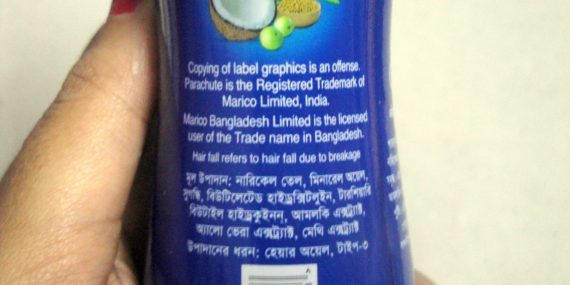 Copying of label graphics is an offense.
Parachute is the Registered Trademark of
Marico Limited, India.
Marico Bangladesh Limited is the licensed
user of the Trade name in Bangladesh.
Hair fall refers to hair fall due to breakage
মূল উপাদান: নারিকেল তেল, মিনারেল অয়েল,
সুগন্ধি, বিউটিলেটেড হাইড্রক্সিটলুইন, টারশিয়ারি
বিউটাইল হাইড্রকুইনন, আমলকি এক্সট্র্যাক্ট,
অ্যালো ভেরা এক্সট্র্যাক্ট, মেথি এক্সট্র্যাক্ট
উপাদানের ধরন: হেয়ার অয়েল, টাইপ-৩